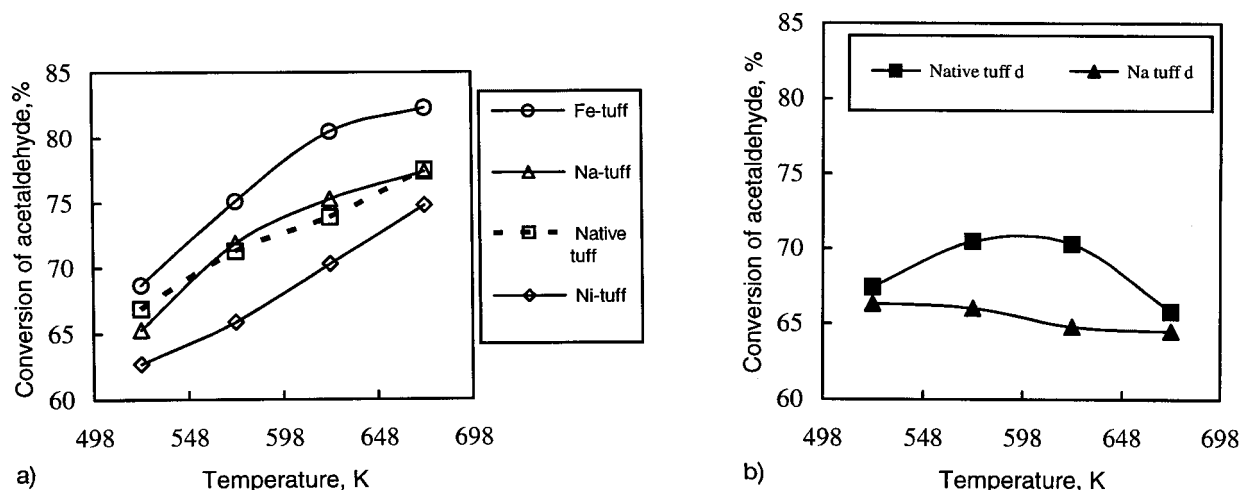 Conversion of acetaldehyde,%
85
80
75
70
65
60
498 548 598 648 698
Temperature, K
a)
Fe-tuff
Na-tuff
Native
tuff
Ni-tuff
Conversion of acetaldehyde, %
85
80
75
70
65
60
498 548 598 648 698
Temperature, K
b)
Native tuff d Na tuff d